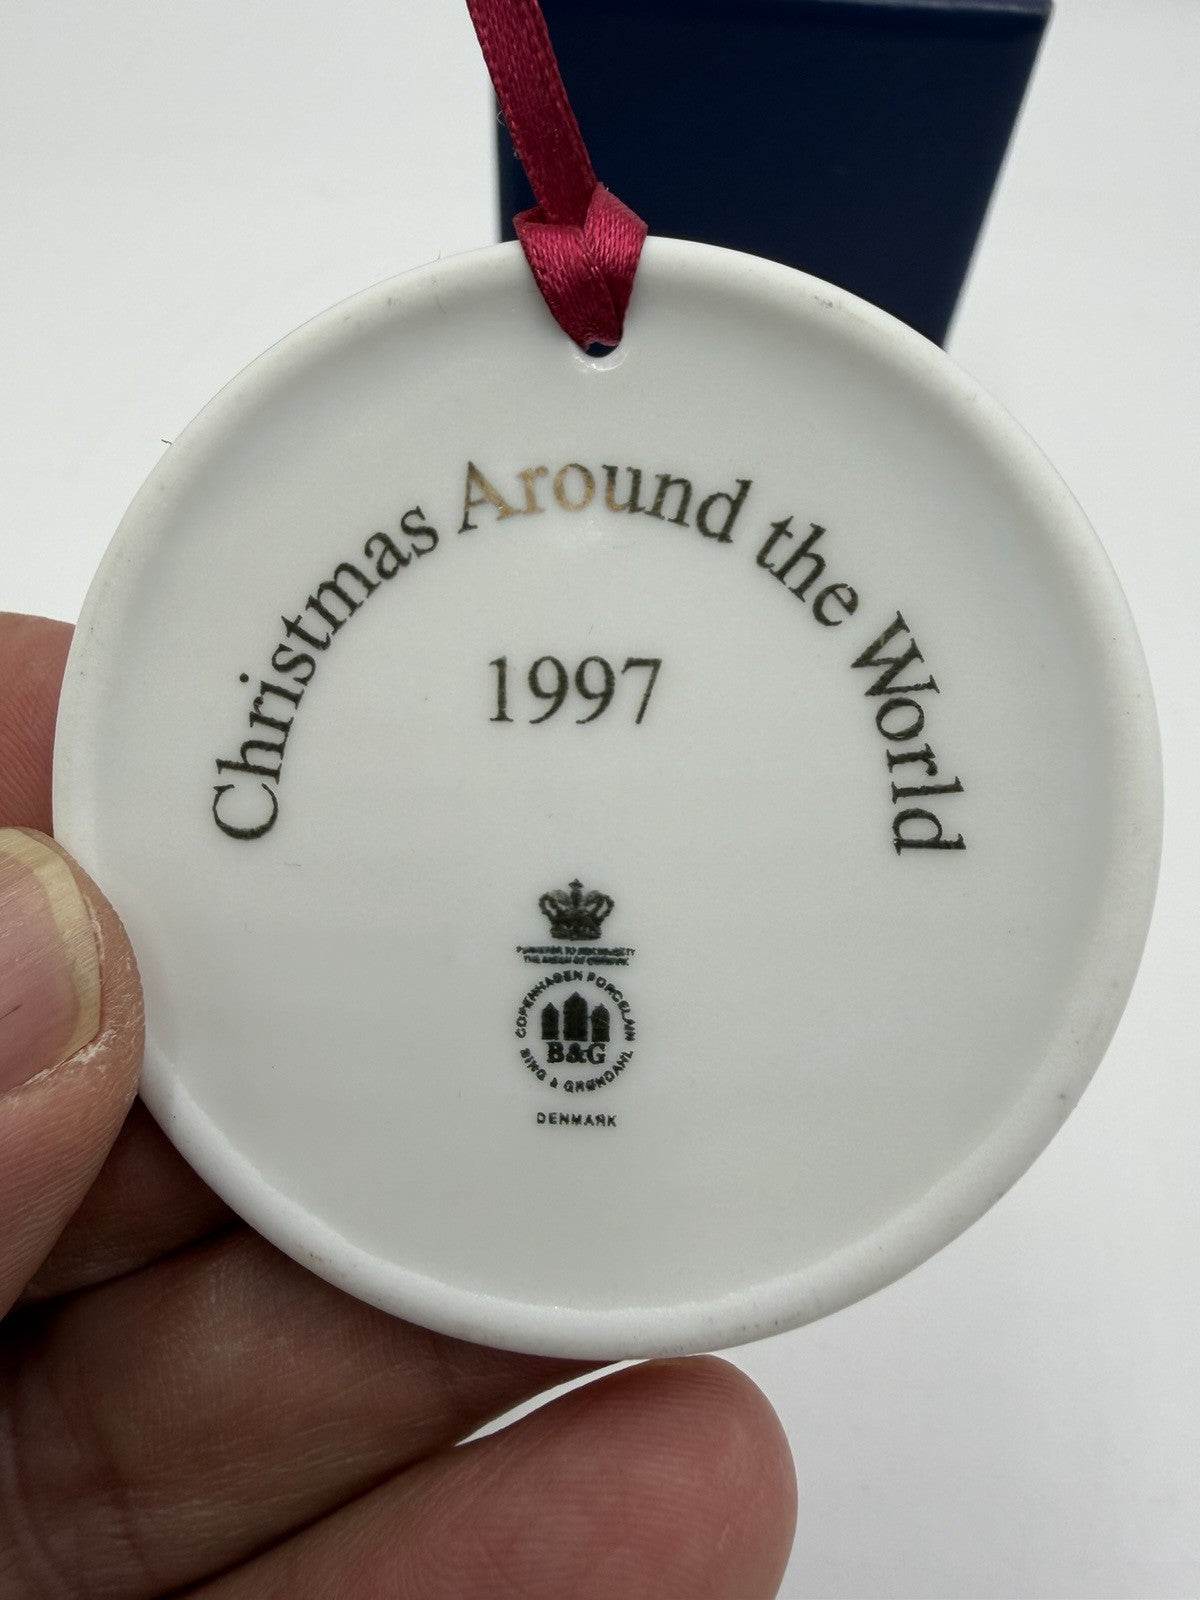 Christmas Around the World
1997
PURVEYOR TO HER MAJESTY
THE QUEEN OF DENMARK
COPENHAGEN PORCELAIN
B&G
BING & GRØNDAHL
DENMARK